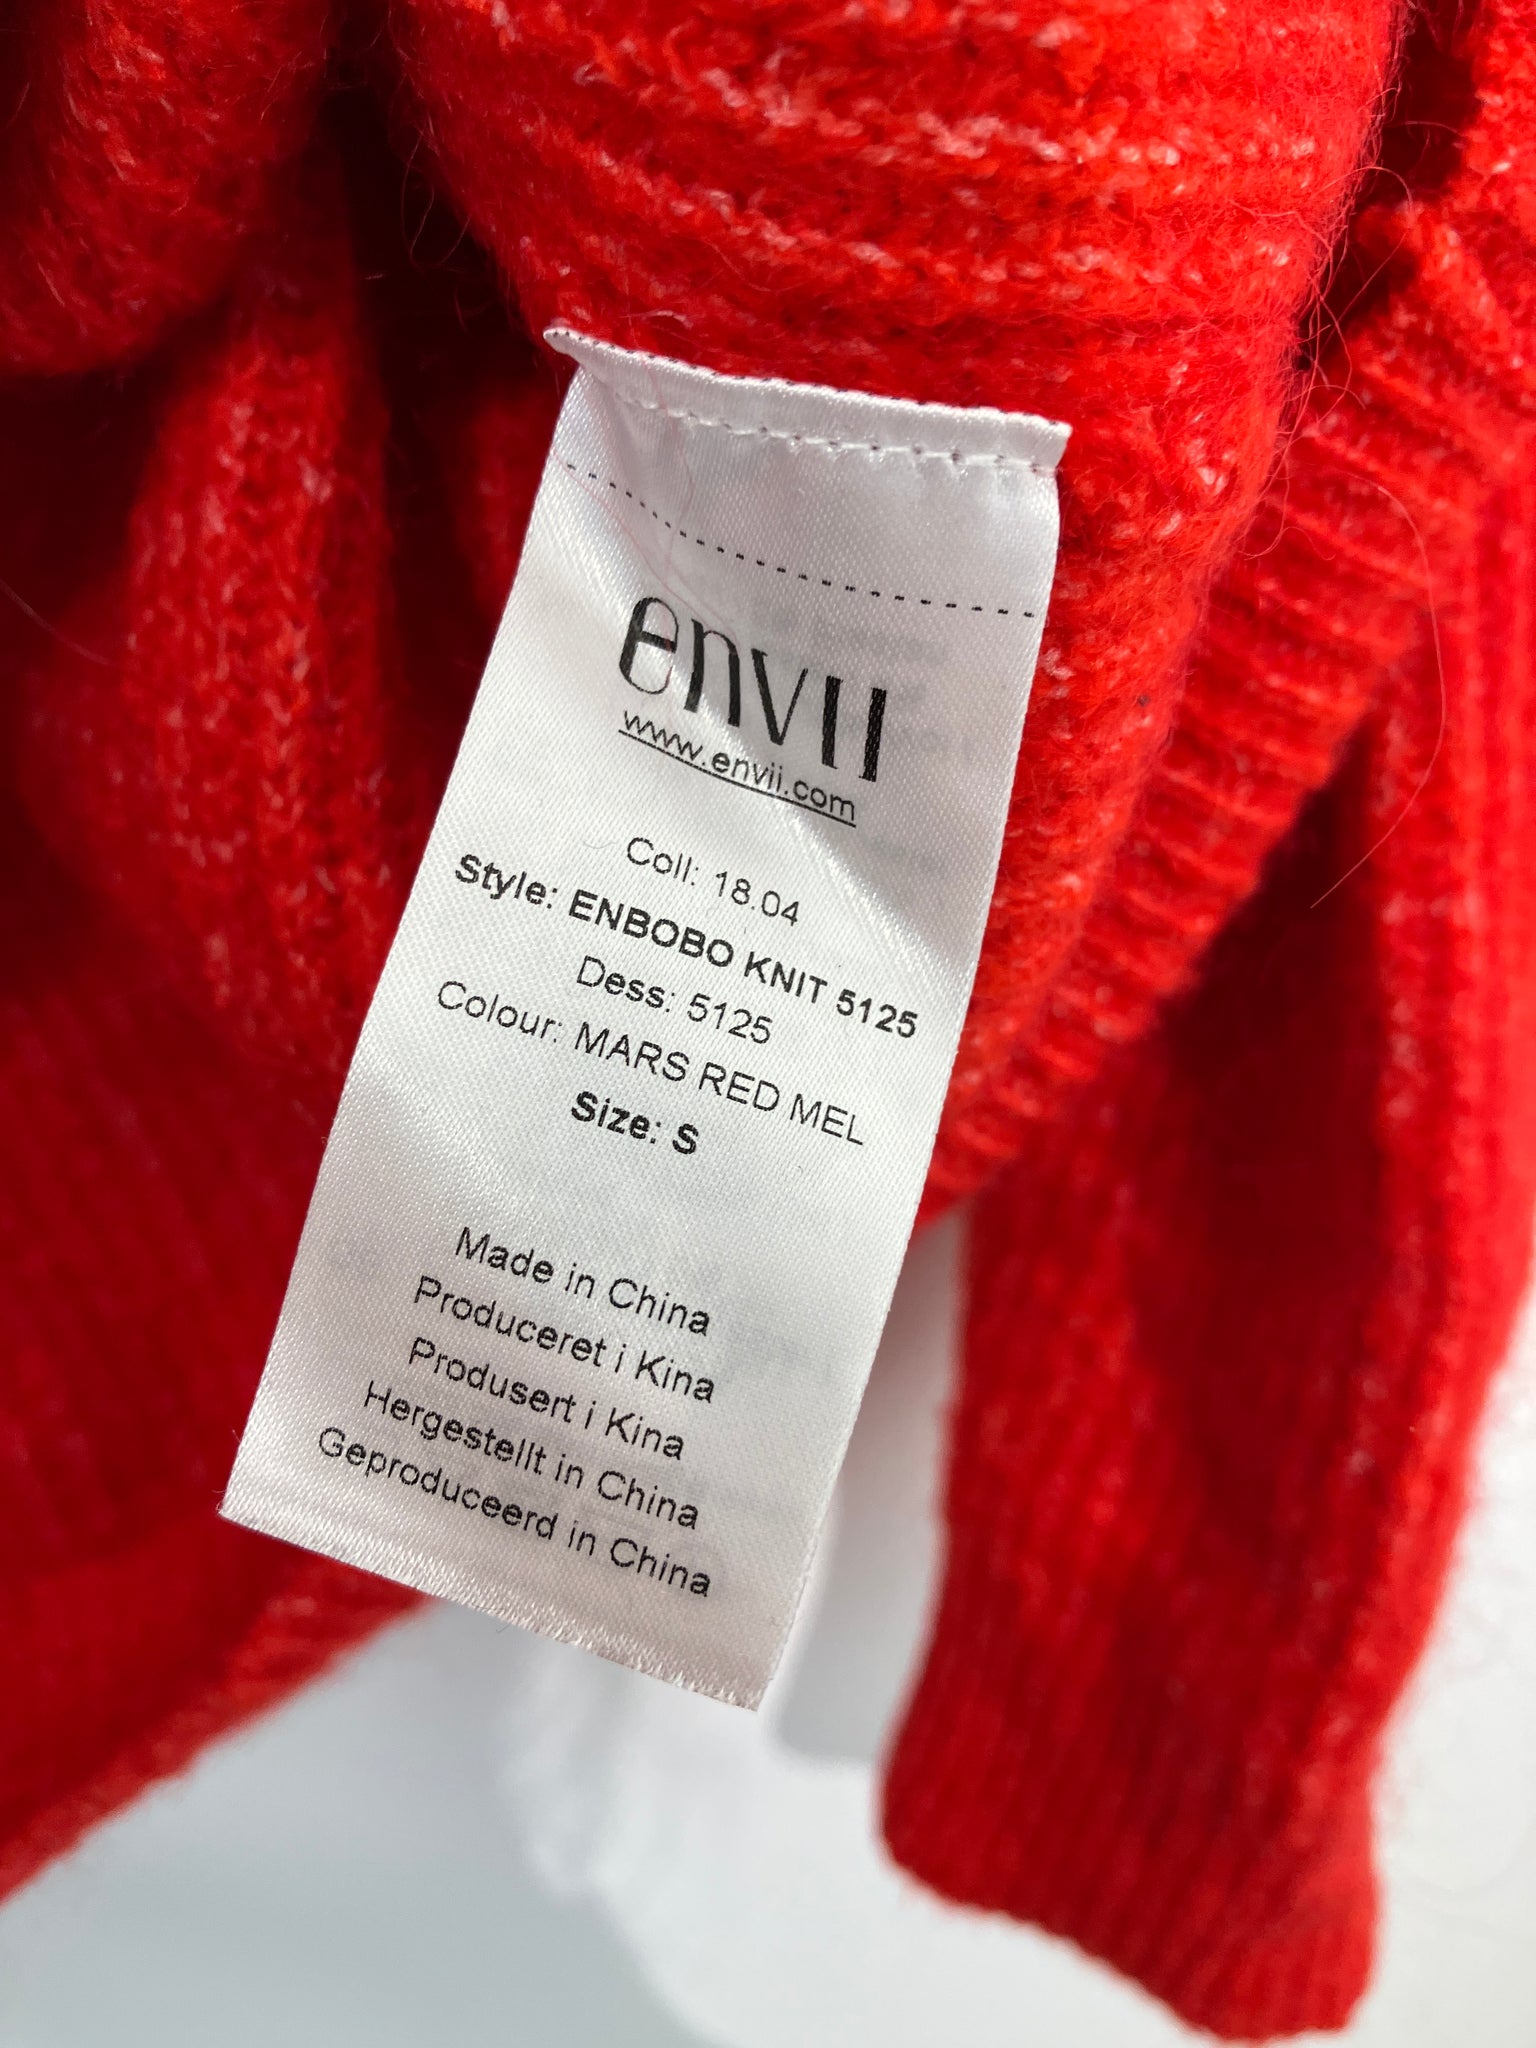 envii
www.envii.com
Coll: 18.04
Style: ENBOBO KNIT 5125
Dess: 5125
Colour: MARS RED MEL
Size: S
Made in China
Produceret i Kina
Produsert i Kina
Hergestellt in China
Geproduceerd in China